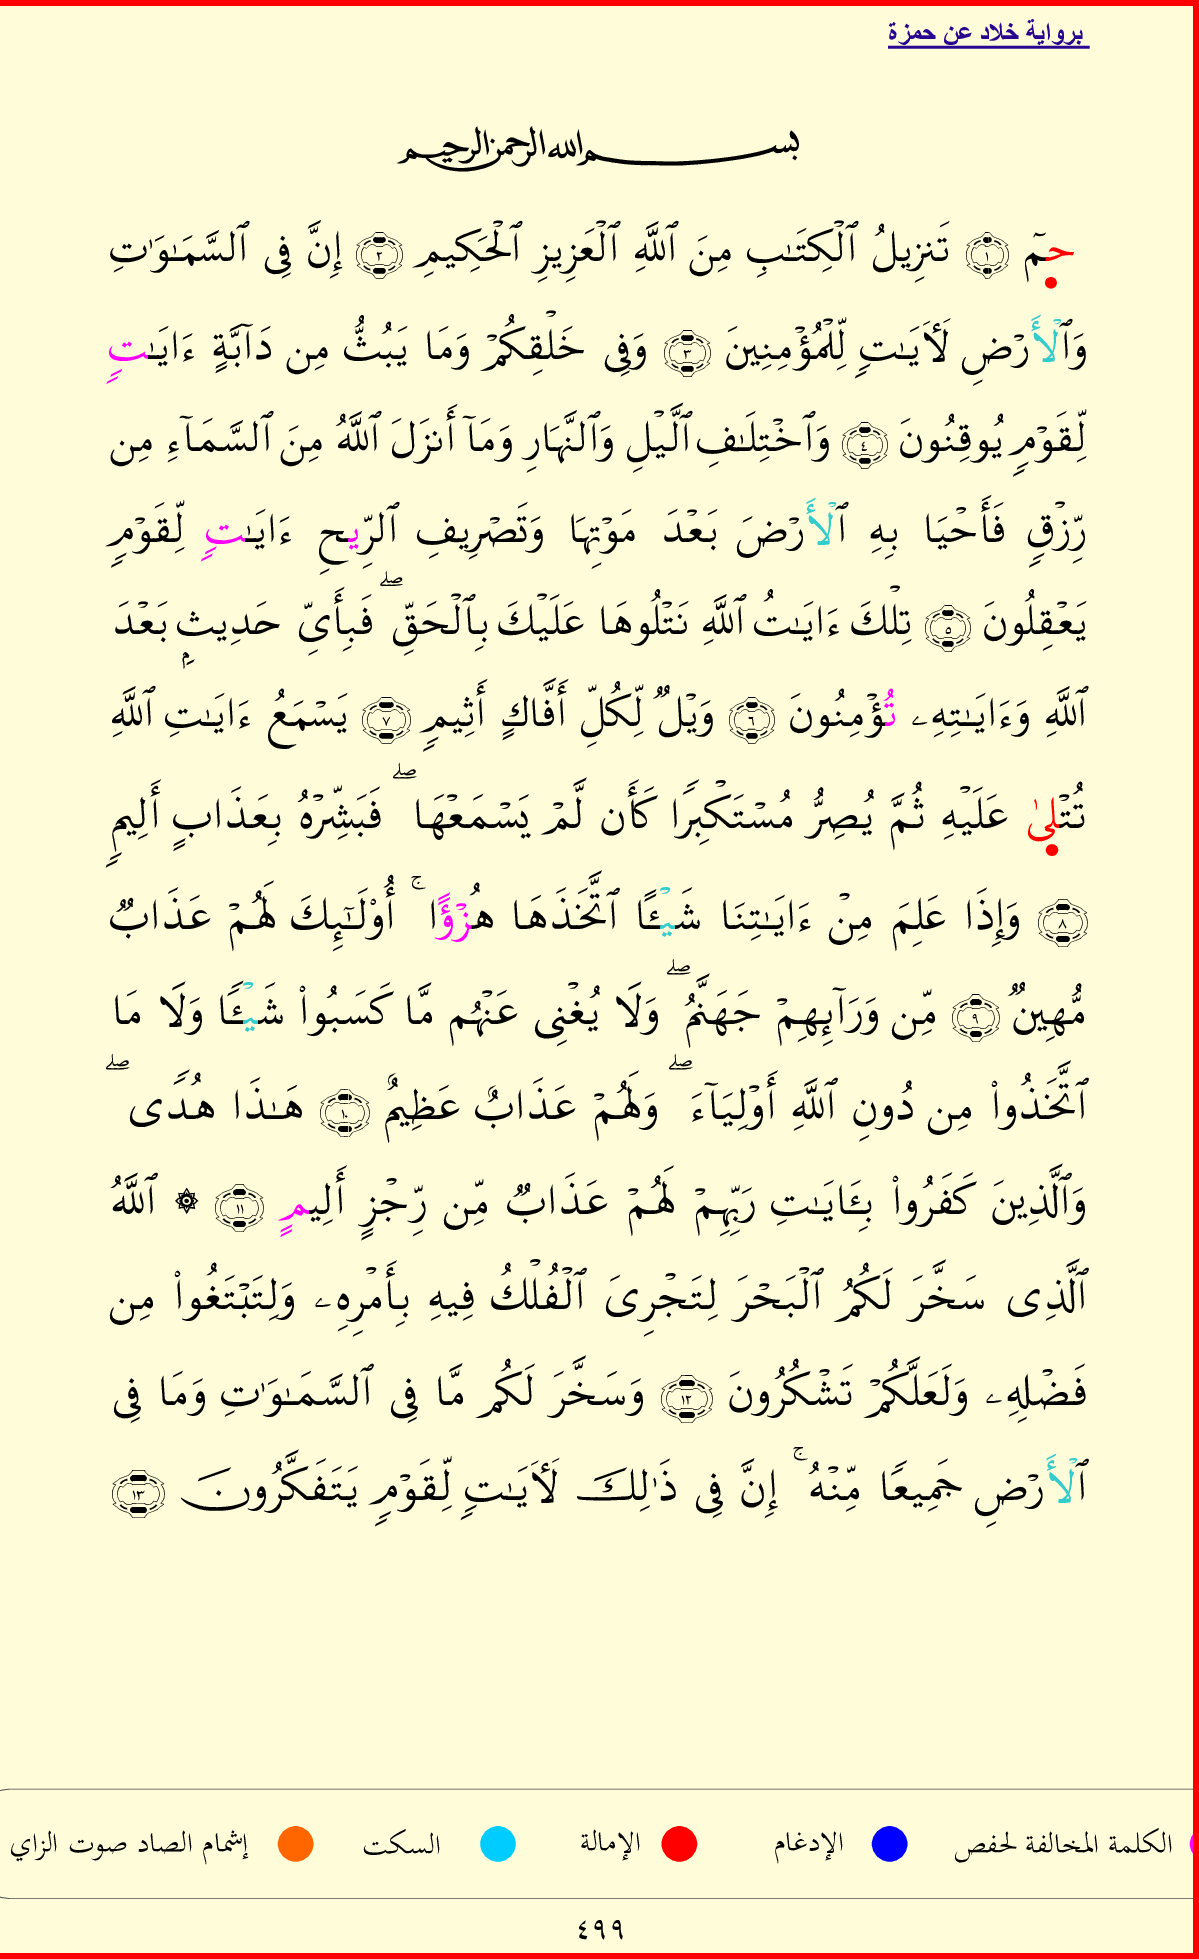 برواية خلاد عن حمزة
بسم الله الرحمن الرحيم
حمٓ ١ تَنزِيلُ ٱلْكِتَـٰبِ مِنَ ٱللَّهِ ٱلْعَزِيزِ ٱلْحَكِيمِ ٢ إِنَّ فِى ٱلسَّمَـٰوَٰتِ
وَٱلْأَرْضِ لَـَٔايَـٰتٍ لِّلْمُؤْمِنِينَ ٣ وَفِى خَلْقِكُمْ وَمَا يَبُثُّ مِن دَآبَّةٍ ءَايَـٰتٍ
لِّقَوْمٍ يُوقِنُونَ ٤ وَٱخْتِلَـٰفِ ٱلَّيْلِ وَٱلنَّهَارِ وَمَآ أَنزَلَ ٱللَّهُ مِنَ ٱلسَّمَآءِ مِن
رِّزْقٍ فَأَحْيَا بِهِ ٱلْأَرْضَ بَعْدَ مَوْتِهَا وَتَصْرِيفِ ٱلرِّيحِ ءَايَـٰتٍ لِّقَوْمٍ
يَعْقِلُونَ ٥ تِلْكَ ءَايَـٰتُ ٱللَّهِ نَتْلُوهَا عَلَيْكَ بِٱلْحَقِّ ۖ فَبِأَىِّ حَدِيثٍۭ بَعْدَ
ٱللَّهِ وَءَايَـٰتِهِۦ تُؤْمِنُونَ ٦ وَيْلٌ لِّكُلِّ أَفَّاكٍ أَثِيمٍ ٧ يَسْمَعُ ءَايَـٰتِ ٱللَّهِ
تُتْلَىٰ عَلَيْهِ ثُمَّ يُصِرُّ مُسْتَكْبِرًا كَأَن لَّمْ يَسْمَعْهَا ۖ فَبَشِّرْهُ بِعَذَابٍ أَلِيمٍ
٨ وَإِذَا عَلِمَ مِنْ ءَايَـٰتِنَا شَيْـًٔا ٱتَّخَذَهَا هُزْؤًا ۚ أُوْلَـٰٓئِكَ لَهُمْ عَذَابٌ
مُّهِينٌ ٩ مِّن وَرَآئِهِمْ جَهَنَّمُ ۖ وَلَا يُغْنِى عَنْهُم مَّا كَسَبُوا۟ شَيْـًٔا وَلَا مَا
ٱتَّخَذُوا۟ مِن دُونِ ٱللَّهِ أَوْلِيَآءَ ۖ وَلَهُمْ عَذَابٌ عَظِيمٌ ١٠ هَـٰذَا هُدًى ۖ
وَٱلَّذِينَ كَفَرُوا۟ بِـَٔايَـٰتِ رَبِّهِمْ لَهُمْ عَذَابٌ مِّن رِّجْزٍ أَلِيمٍ ١١ ۞ ٱللَّهُ
ٱلَّذِى سَخَّرَ لَكُمُ ٱلْبَحْرَ لِتَجْرِىَ ٱلْفُلْكُ فِيهِ بِأَمْرِهِۦ وَلِتَبْتَغُوا۟ مِن
فَضْلِهِۦ وَلَعَلَّكُمْ تَشْكُرُونَ ١٢ وَسَخَّرَ لَكُم مَّا فِى ٱلسَّمَـٰوَٰتِ وَمَا فِى
ٱلْأَرْضِ جَمِيعًا مِّنْهُ ۚ إِنَّ فِى ذَٰلِكَ لَـَٔايَـٰتٍ لِّقَوْمٍ يَتَفَكَّرُونَ ١٣
الكلمة المخالفة لحفص الإدغام الإمالة السكت إشمام الصاد صوت الزاي
٤٩٩